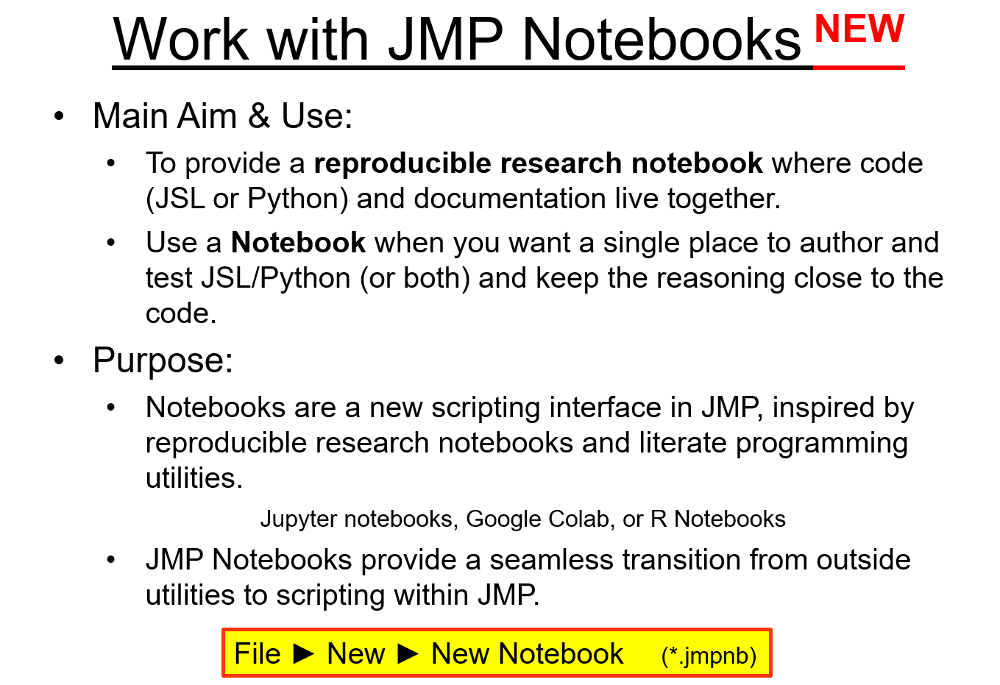 Work with JMP Notebooks NEW
• Main Aim & Use:
• To provide a reproducible research notebook where code
(JSL or Python) and documentation live together.
• Use a Notebook when you want a single place to author and
test JSL/Python (or both) and keep the reasoning close to the
code.
• Purpose:
• Notebooks are a new scripting interface in JMP, inspired by
reproducible research notebooks and literate programming
utilities.
Jupyter notebooks, Google Colab, or R Notebooks
• JMP Notebooks provide a seamless transition from outside
utilities to scripting within JMP.
File ► New ► New Notebook (*.jmpnb)